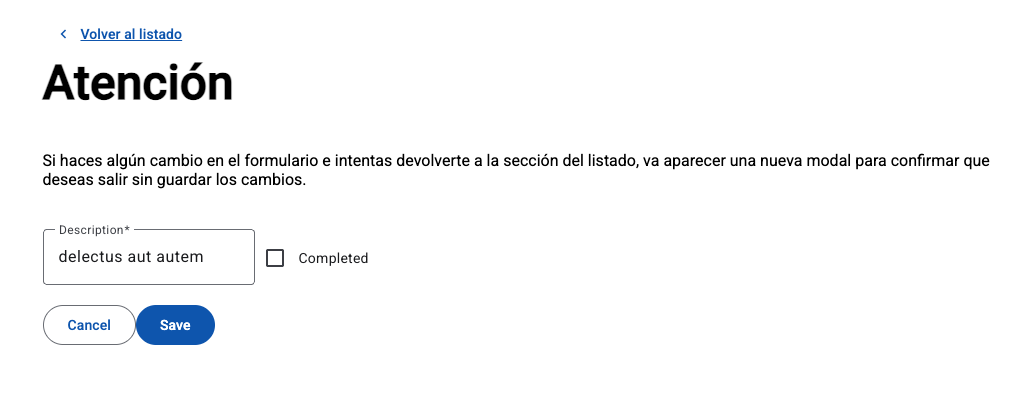 Volver al listado
Atención
Si haces algún cambio en el formulario e intentas devolverte a la sección del listado, va aparecer una nueva modal para confirmar que
deseas salir sin guardar los cambios.
Description*
delectus aut autem
Completed
Cancel Save